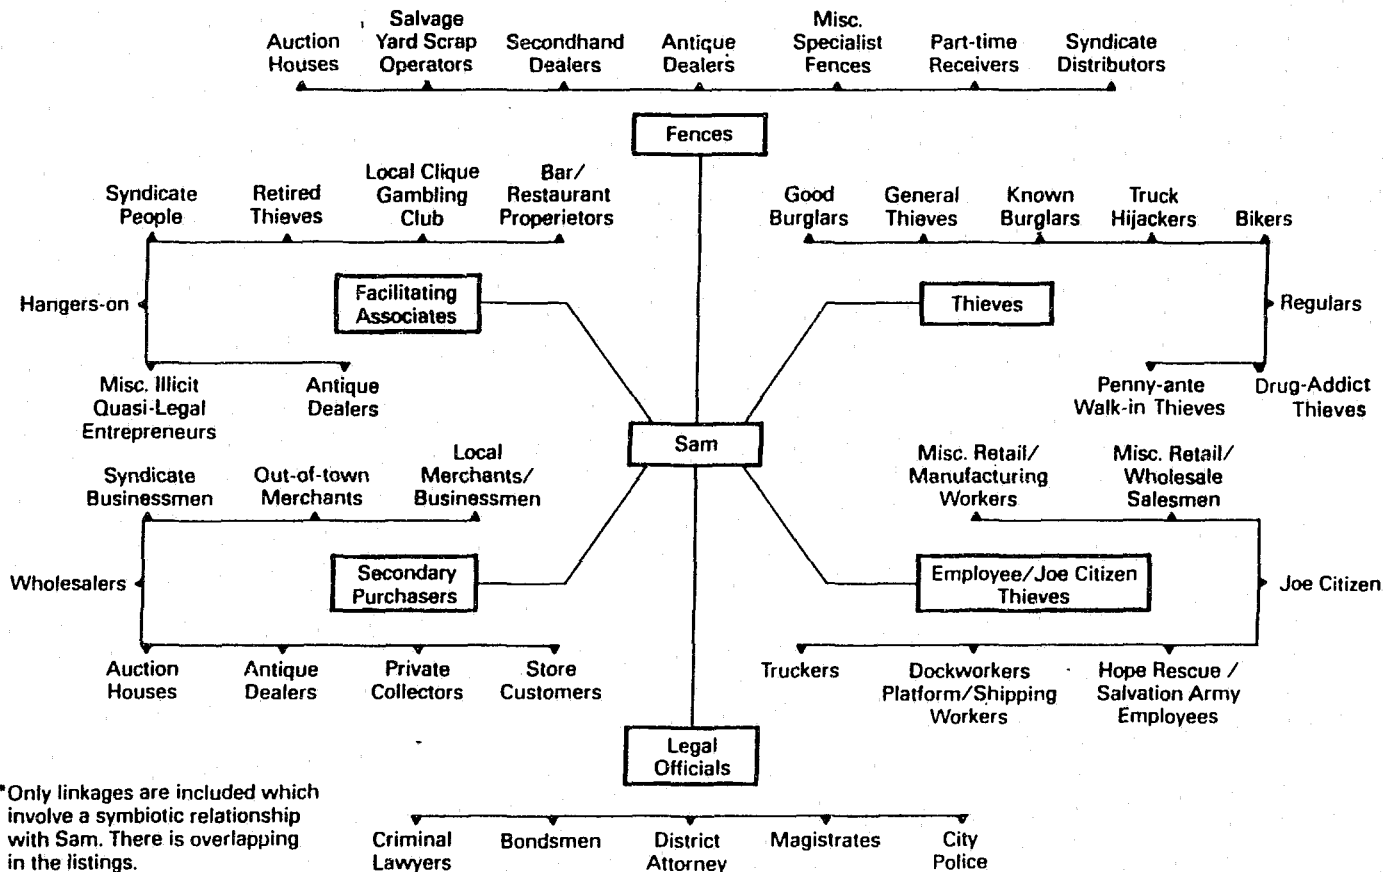 Auction
Houses
Salvage
Yard Scrap
Operators
Secondhand
Dealers
Antique
Dealers
Misc.
Specialist
Fences
Part-time
Receivers
Syndicate
Distributors
Fences
Syndicate
People
Retired
Thieves
Local Clique
Gambling
Club
Bar/
Restaurant
Properietors
Good
Burglars
General
Thieves
Known
Burglars
Truck
Hijackers
Bikers
Hangers-on
Facilitating
Associates
Thieves
Regulars
Misc. Illicit
Quasi-Legal
Entrepreneurs
Antique
Dealers
Penny-ante
Walk-in Thieves
Drug-Addict
Thieves
Sam
Syndicate
Businessmen
Out-of-town
Merchants
Local
Merchants/
Businessmen
Misc. Retail/
Manufacturing
Workers
Misc. Retail/
Wholesale
Salesmen
Wholesalers
Secondary
Purchasers
Employee/Joe Citizen
Thieves
Joe Citizen
Auction
Houses
Antique
Dealers
Private
Collectors
Store
Customers
Truckers
Dockworkers
Platform/Shipping
Workers
Hope Rescue /
Salvation Army
Employees
Legal
Officials
*Only linkages are included which
involve a symbiotic relationship
with Sam. There is overlapping
in the listings.
Criminal
Lawyers
Bondsmen
District
Attorney
Magistrates
City
Police